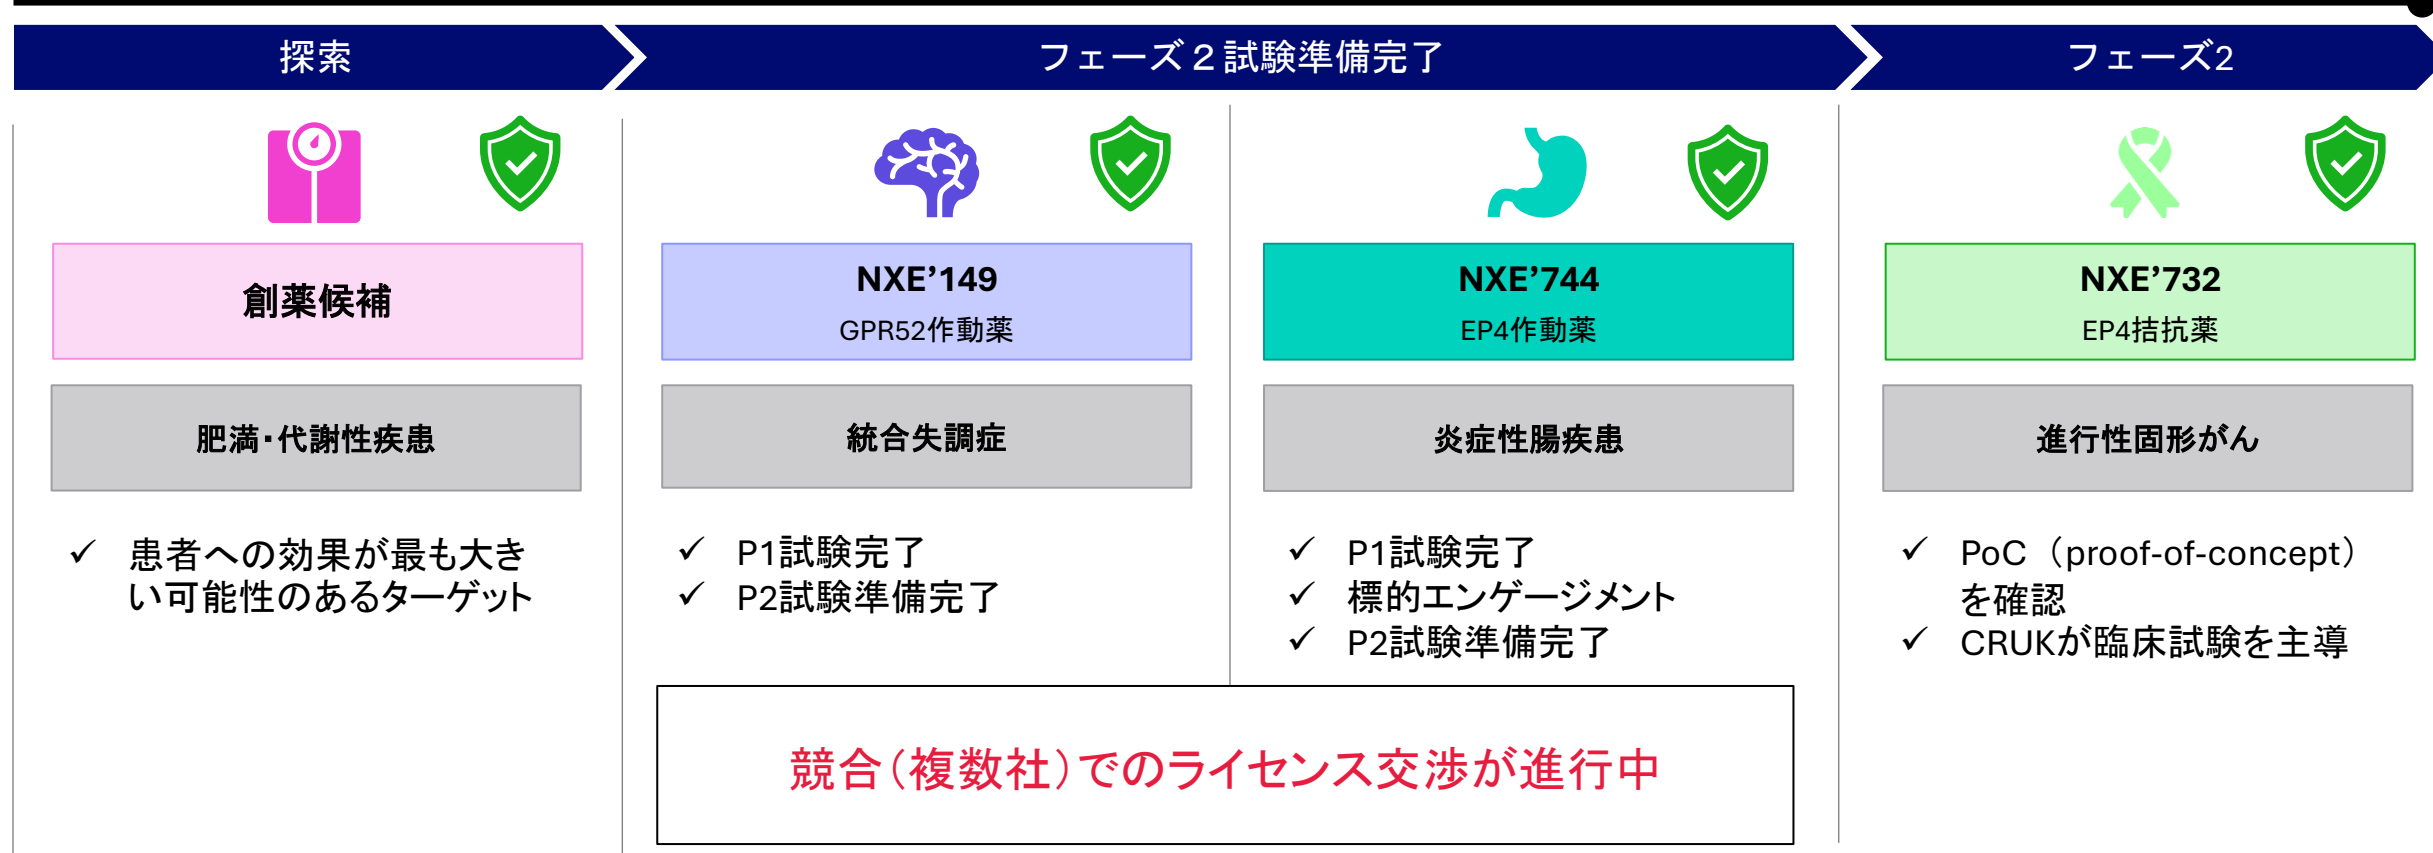 探索
フェーズ２試験準備完了
フェーズ2
創薬候補
肥満・代謝性疾患
✓ 患者への効果が最も大き
い可能性のあるターゲット
NXE’149
GPR52作動薬
統合失調症
✓ P1試験完了
✓ P2試験準備完了
NXE’744
EP4作動薬
炎症性腸疾患
✓ P1試験完了
✓ 標的エンゲージメント
✓ P2試験準備完了
競合（複数社）でのライセンス交渉が進行中
NXE’732
EP4拮抗薬
進行性固形がん
✓ PoC（proof-of-concept）
を確認
✓ CRUKが臨床試験を主導